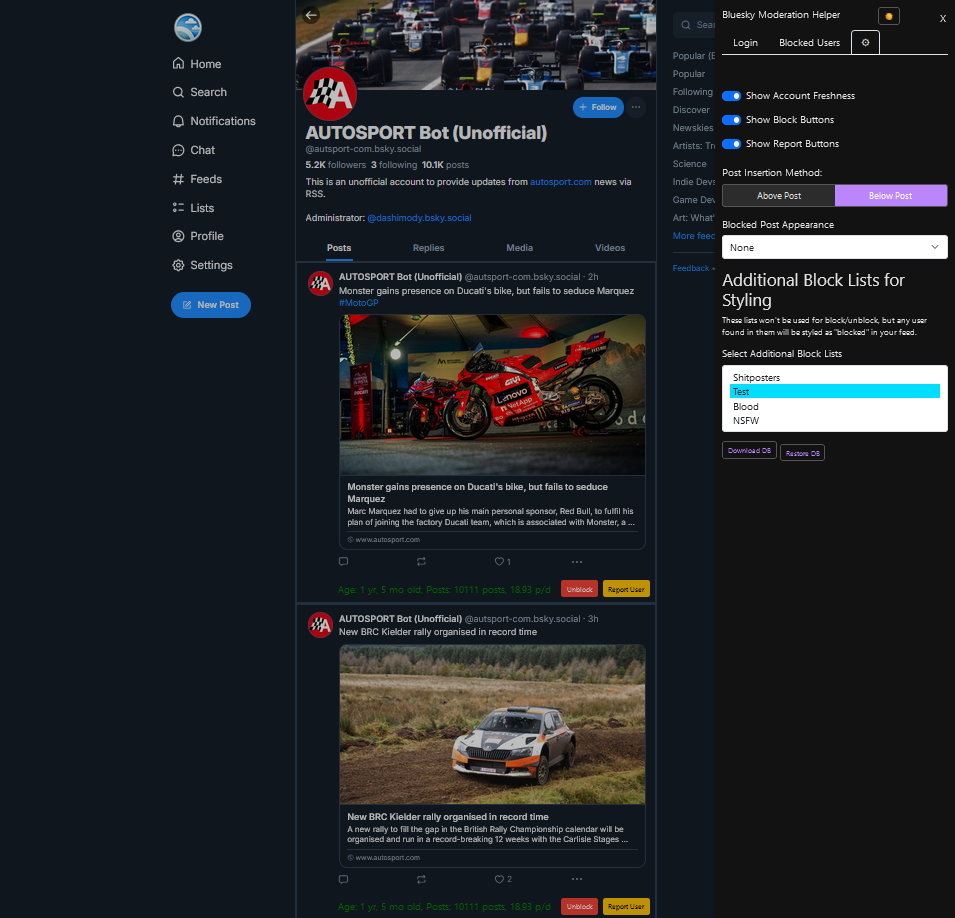 Home
Search
Notifications
Chat
Feeds
Lists
Profile
Settings
New Post
AUTOSPORT Bot (Unofficial)
@autsport-com.bsky.social
+ Follow
5.2K followers 3 following 10.1K posts
This is an unofficial account to provide updates from autosport.com news via
RSS.
Administrator: @dashimody.bsky.social
Posts Replies Media Videos
AUTOSPORT Bot (Unofficial) @autsport-com.bsky.social · 2h
Monster gains presence on Ducati's bike, but fails to seduce Marquez
#MotoGP
Lenovo
Monster gains presence on Ducati's bike, but fails to seduce
Marquez
Marc Marquez had to give up his main personal sponsor, Red Bull, to fulfil his
plan of joining the factory Ducati team, which is associated with Monster, a ...
www.autosport.com
1
Age: 1 yr, 5 mo old, Posts: 10111 posts, 18.93 p/d
Unblock
Report User
AUTOSPORT Bot (Unofficial) @autsport-com.bsky.social · 3h
New BRC Kielder rally organised in record time
New BRC Kielder rally organised in record time
A new rally to fill the gap in the British Rally Championship calendar will be
organised and run in a record-breaking 12 weeks with the Carlisle Stages ...
www.autosport.com
2
Age: 1 yr, 5 mo old, Posts: 10111 posts, 18.93 p/d
Unblock
Report User
Sea
Popular (E
Popular
Following
Discover
Newskies
Artists: Tr
Science
Indie Devs
Game Dev
Art: What'
More feed
Feedback
Bluesky Moderation Helper
X
Login Blocked Users
Show Account Freshness
Show Block Buttons
Show Report Buttons
Post Insertion Method:
Above Post Below Post
Blocked Post Appearance
None
Additional Block Lists for
Styling
These lists won't be used for block/unblock, but any user
found in them will be styled as "blocked" in your feed.
Select Additional Block Lists
Shitposters
Test
Blood
NSFW
Download DB Restore DB